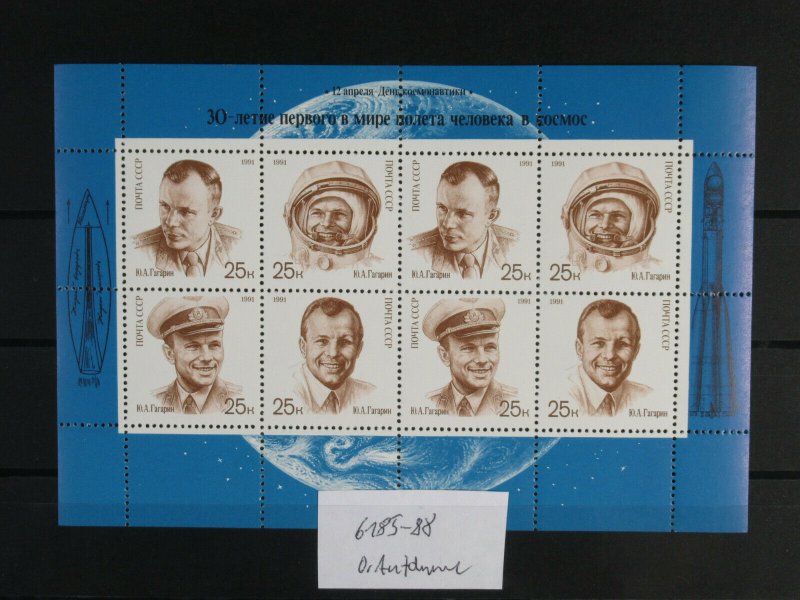 • 12 апреля - День космонавтики •
30-летие первого в мире полета человека в космос
ПОЧТА СССР
1991
25к
1991
ПОЧТА СССР
25к
Ю.А.Гагарин
ПОЧТА СССР
1991
25к
Ю.А.Гагарин
1991
ПОЧТА СССР
25к
Ю.А.Гагарин
ПОЧТА СССР
1991
Ю.А.Гагарин
25к
1991
ПОЧТА СССР
25к
Ю.А.Гагарин
ПОЧТА СССР
1991
Ю.А.Гагарин
25к
1991
ПОЧТА СССР
25к
Ю.А.Гагарин
6185-88